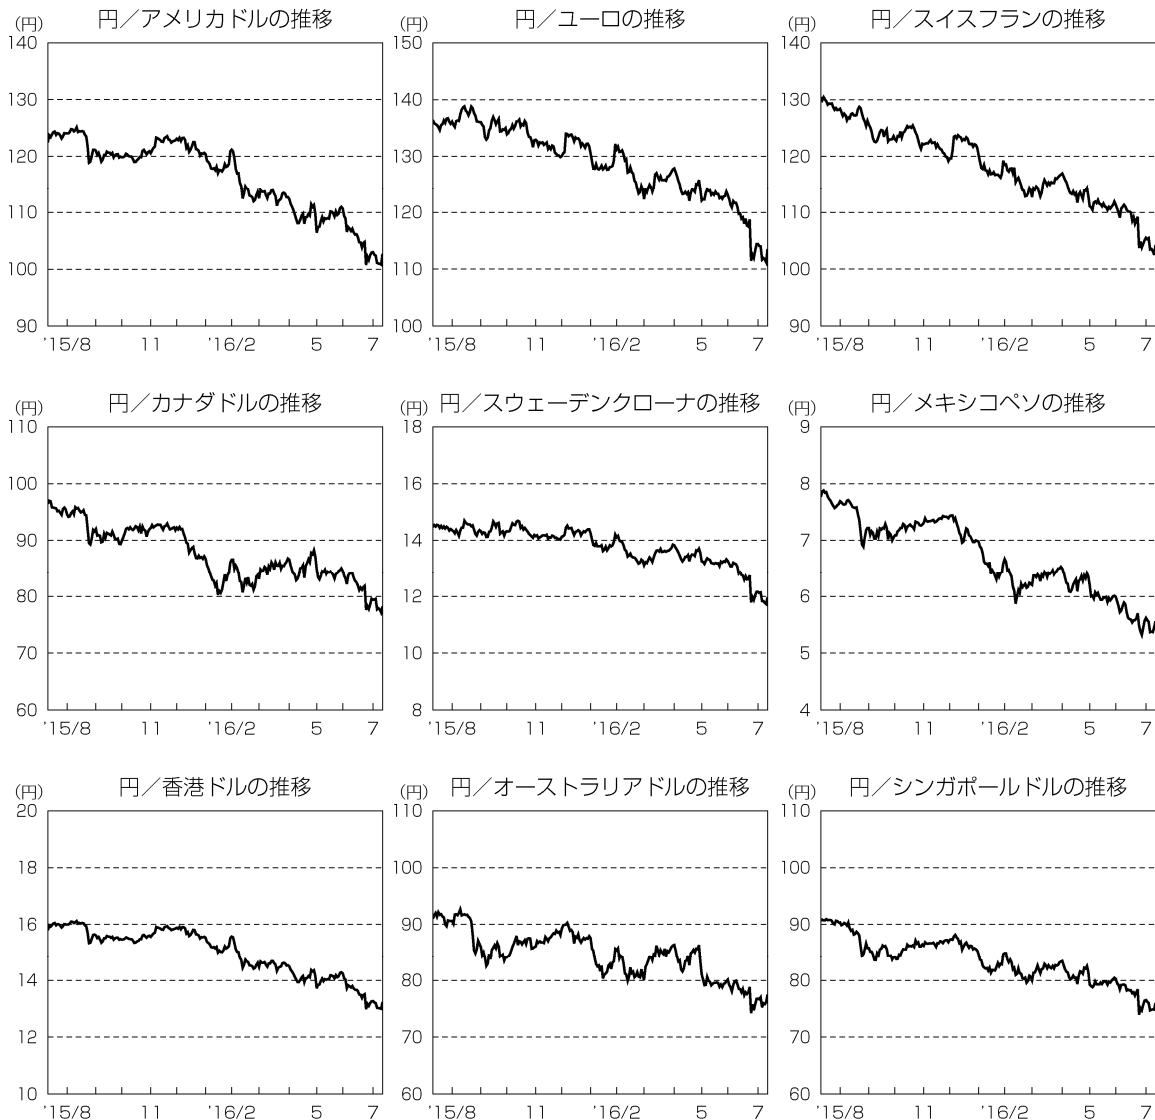 円／アメリカドルの推移
(円)
140
130
120
110
100
90
'15/8 11 '16/2 5 7
円／ユーロの推移
(円)
150
140
130
120
110
100
'15/8 11 '16/2 5 7
円／スイスフランの推移
(円)
140
130
120
110
100
90
'15/8 11 '16/2 5 7
円／カナダドルの推移
(円)
110
100
90
80
70
60
'15/8 11 '16/2 5 7
円／スウェーデンクローナの推移
(円)
18
16
14
12
10
8
'15/8 11 '16/2 5 7
円／メキシコペソの推移
(円)
9
8
7
6
5
4
'15/8 11 '16/2 5 7
円／香港ドルの推移
(円)
20
18
16
14
12
10
'15/8 11 '16/2 5 7
円／オーストラリアドルの推移
(円)
110
100
90
80
70
60
'15/8 11 '16/2 5 7
円／シンガポールドルの推移
(円)
110
100
90
80
70
60
'15/8 11 '16/2 5 7